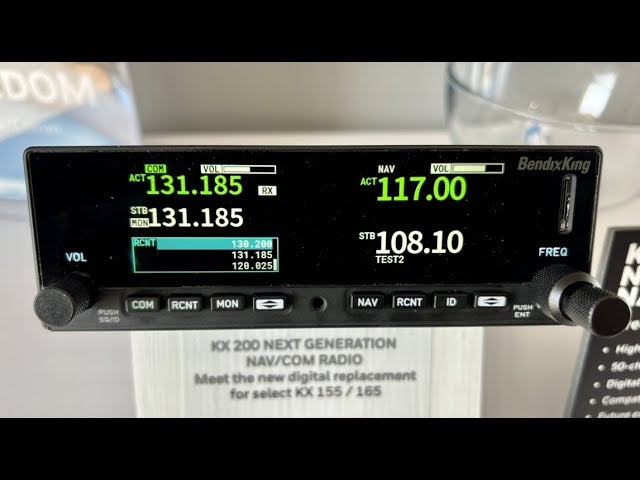 EDOM
BendixKing
COM VOL
ACT 131.185 RX
STB MON 131.185
RCNT 130.200
131.185
120.025
NAV VOL
ACT 117.00
STB 108.10
TEST2
VOL
FREQ
PUSH SQ/ID
COM RCNT MON
NAV RCNT ID
PUSH ENT
KX 200 NEXT GENERATION
NAV/COM RADIO
Meet the new digital replacement
for select KX 155 / 165